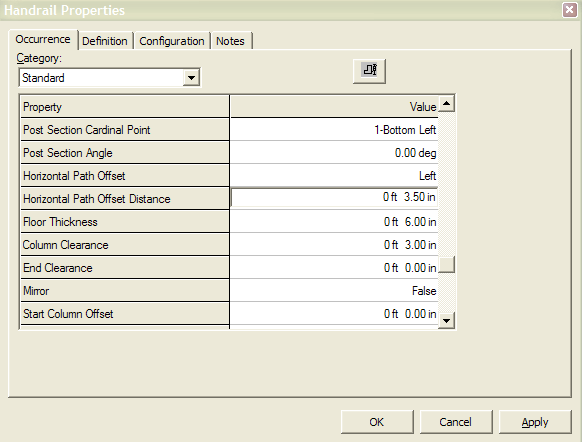 Handrail Properties
Occurrence Definition Configuration Notes
Category:
Standard
Property Value
Post Section Cardinal Point 1-Bottom Left
Post Section Angle 0.00 deg
Horizontal Path Offset Left
Horizontal Path Offset Distance 0 ft 3.50 in
Floor Thickness 0 ft 6.00 in
Column Clearance 0 ft 3.00 in
End Clearance 0 ft 0.00 in
Mirror False
Start Column Offset 0 ft 0.00 in
OK Cancel Apply